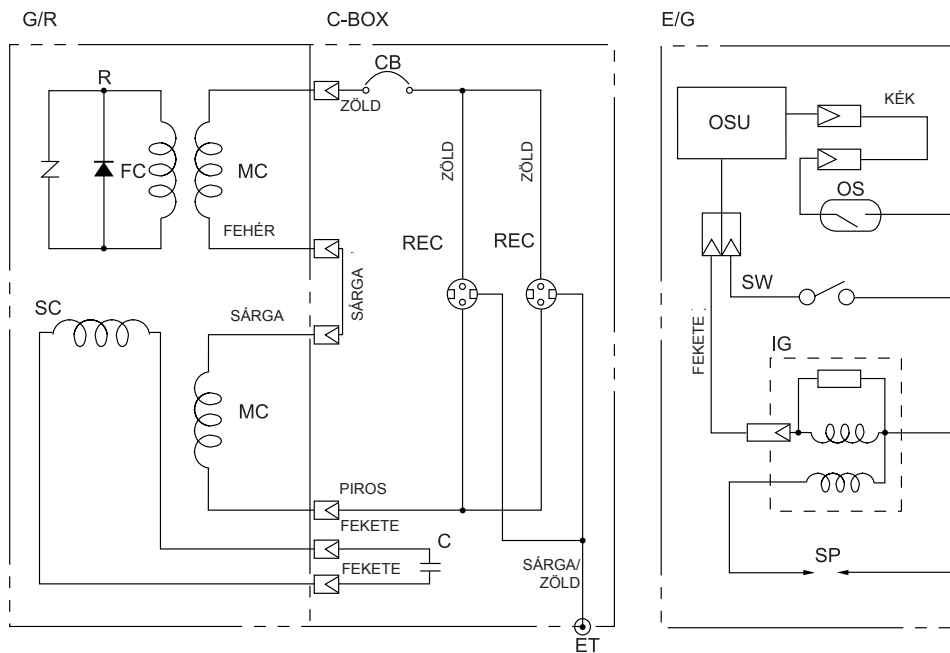 G/R
C-BOX
E/G
R
CB
ZÖLD
KÉK
OSU
FC
MC
ZÖLD
ZÖLD
OS
FEHÉR
REC
REC
SÁRGA
SW
SC
SÁRGA
FEKETE
IG
MC
PIROS
FEKETE
C
FEKETE
SÁRGA/
ZÖLD
SP
ET